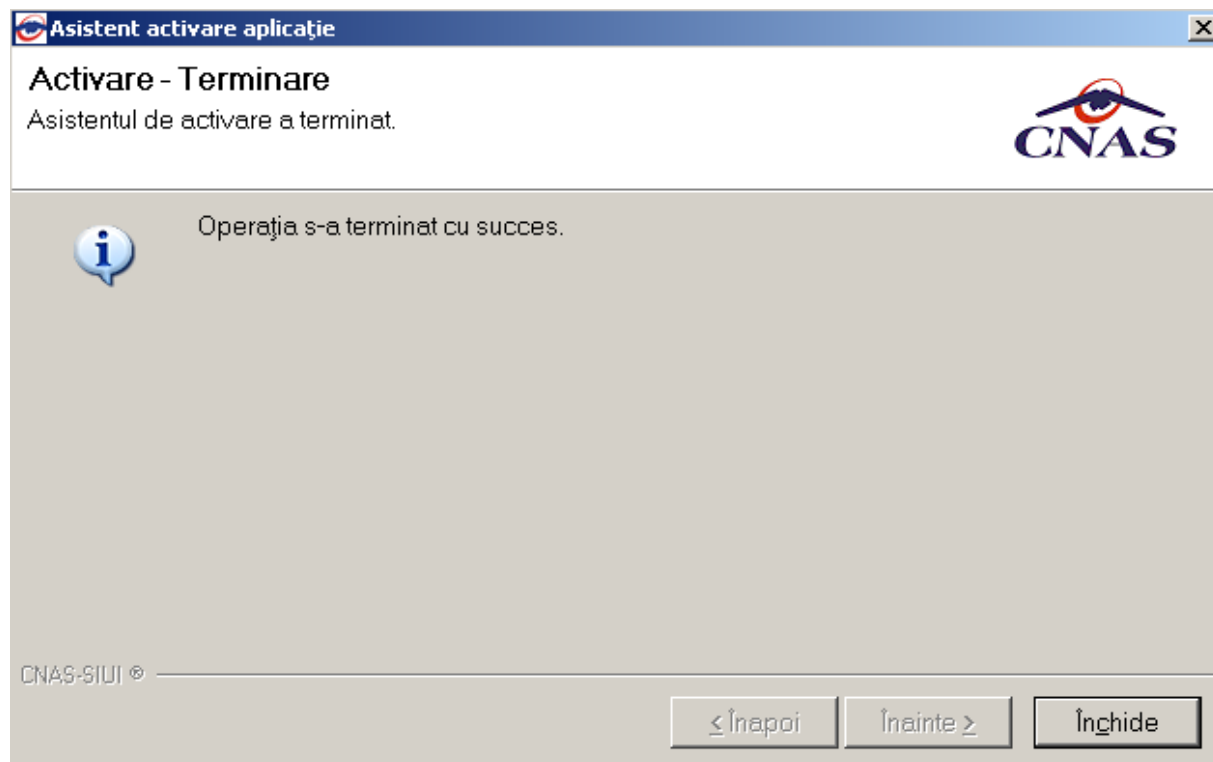 Asistent activare aplicaţie
Activare - Terminare
Asistentul de activare a terminat.
CNAS
Operaţia s-a terminat cu succes.
CNAS-SIUI ®
< Înapoi
Înainte >
Închide